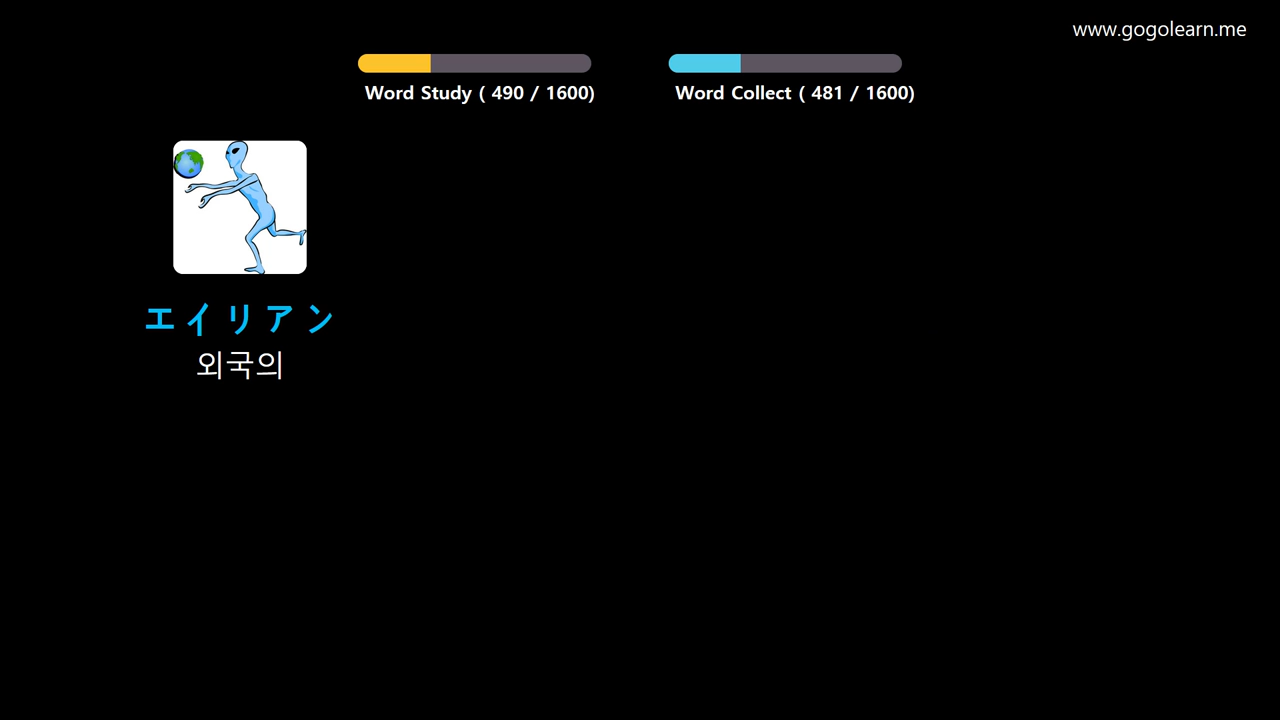 www.gogolearn.me
Word Study ( 490 / 1600)
Word Collect ( 481 / 1600)
エイリアン
외국의